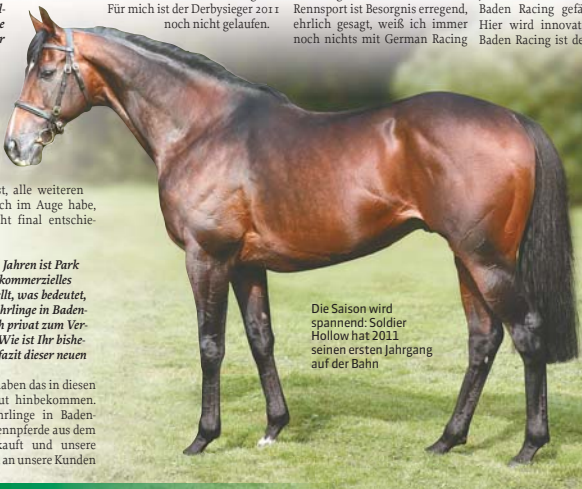 Für mich ist der Derbysieger 2011
noch nicht gelaufen.
Rennsport ist Besorgnis erregend,
ehrlich gesagt, weiß ich immer
noch nichts mit German Racing
Baden Racing gefä
Hier wird innovat
Baden Racing ist de
st, alle weiteren
ch im Auge habe,
ht final entschie-
Jahren ist Park
kommerzielles
llt, was bedeutet,
hrlinge in Baden-
h privat zum Ver-
Wie ist Ihr bishe-
fazit dieser neuen
aben das in diesen
ut hinbekommen.
hrlinge in Baden-
ennpferde aus dem
kauft und unsere
an unsere Kunden
Die Saison wird
spannend: Soldier
Hollow hat 2011
seinen ersten Jahrgang
auf der Bahn